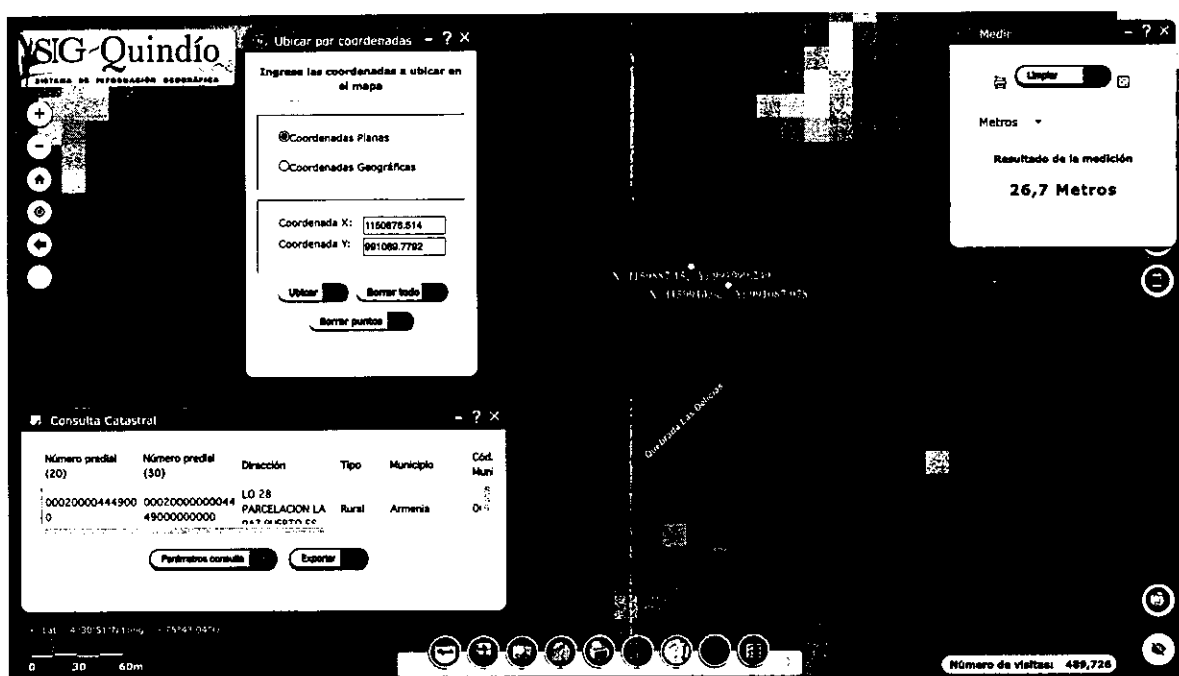 SIG-Quindío
SISTEMA DE INFORMACIÓN GEOGRÁFICA
Ubicar por coordenadas - ? ×
Ingrese las coordenadas a ubicar en
el mapa
Coordenadas Planas
Coordenadas Geográficas
Coordenada X: 1150876.514
Coordenada Y: 991089.7792
Ubicar
Borrar todo
Borrar puntos
Medir - ? ×
Limpiar
Metros
Resultado de la medición
26,7 Metros
Quebrada Las Delicias
Consulta Catastral - ? ×
Número predial
(20)
Número predial
(30)
Dirección
Tipo
Municipio
Cód.
Muni
00020000444900
0
00020000000044
49000000000
LO 28
PARCELACION LA
Rural
Armenia
Parámetros consulta
Exportar
0 30 60m
Número de visitas: 489,726